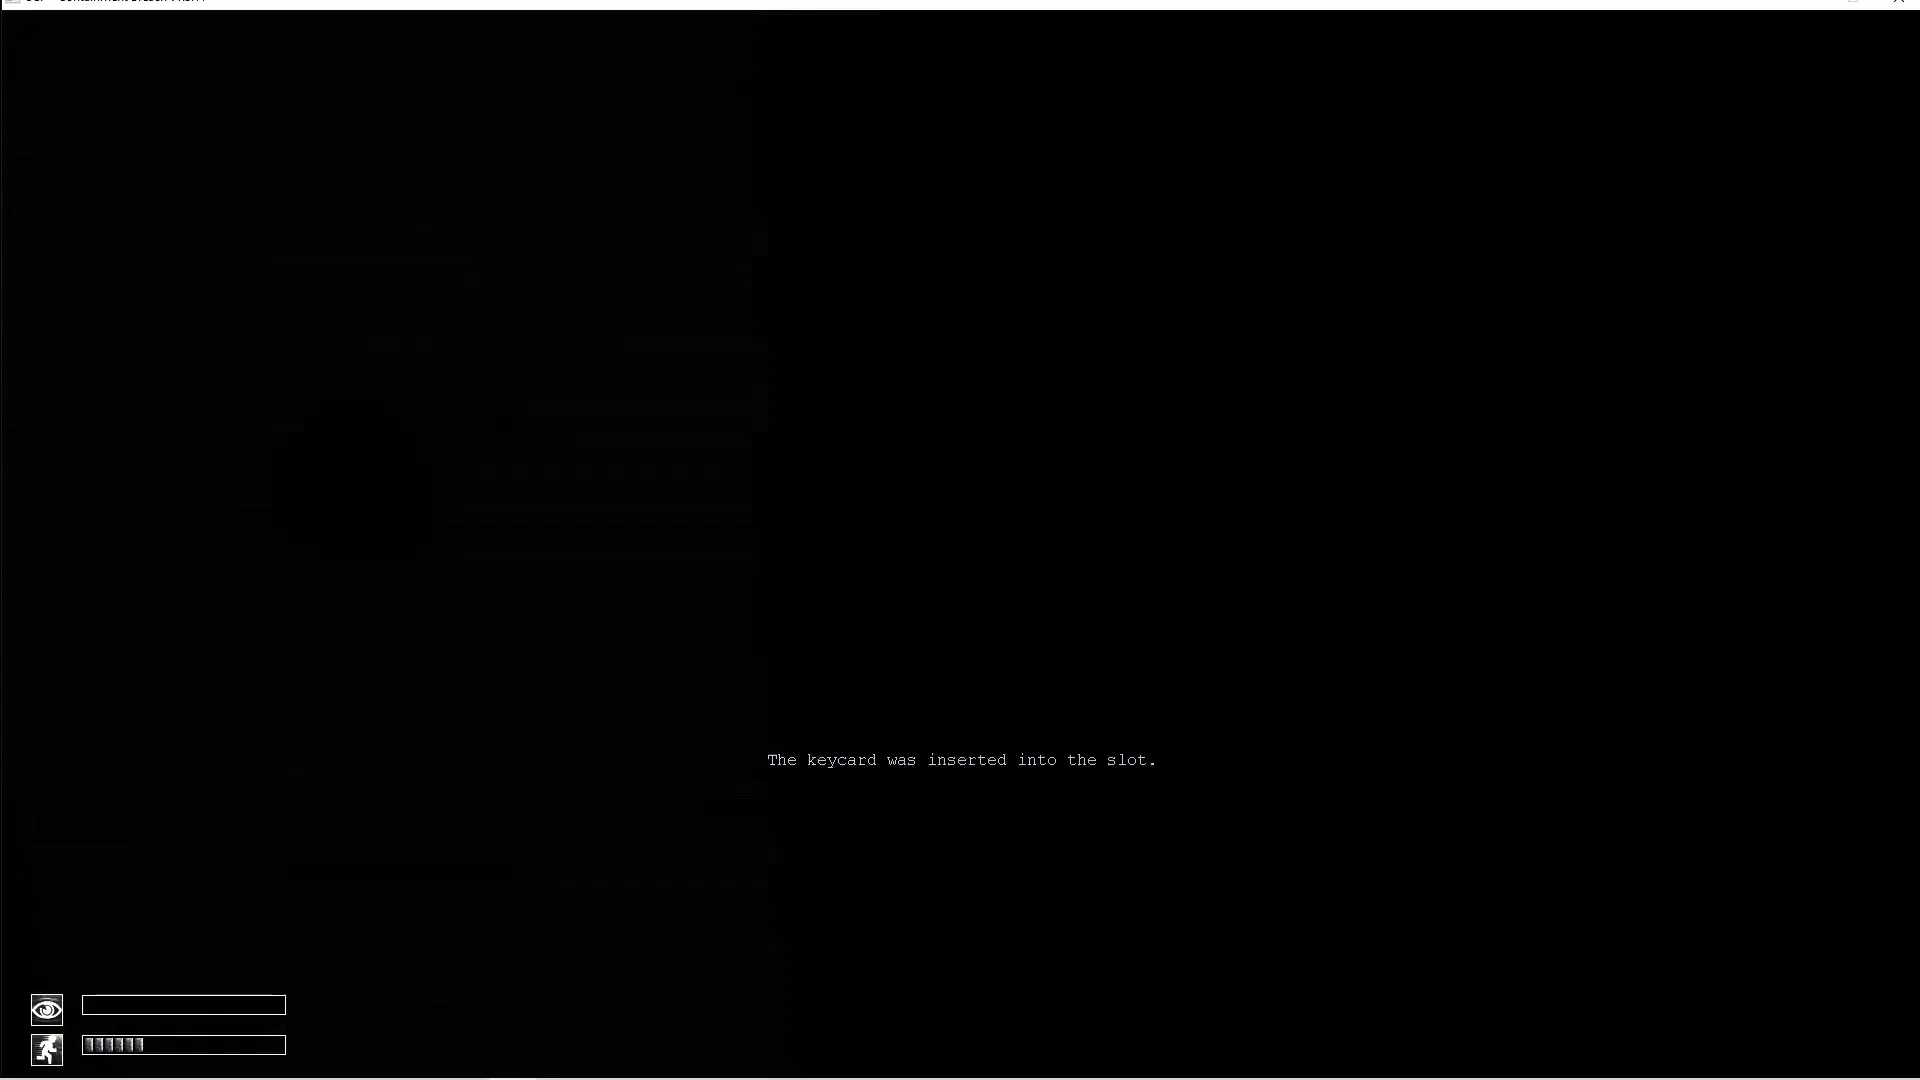 The keycard was inserted into the slot.